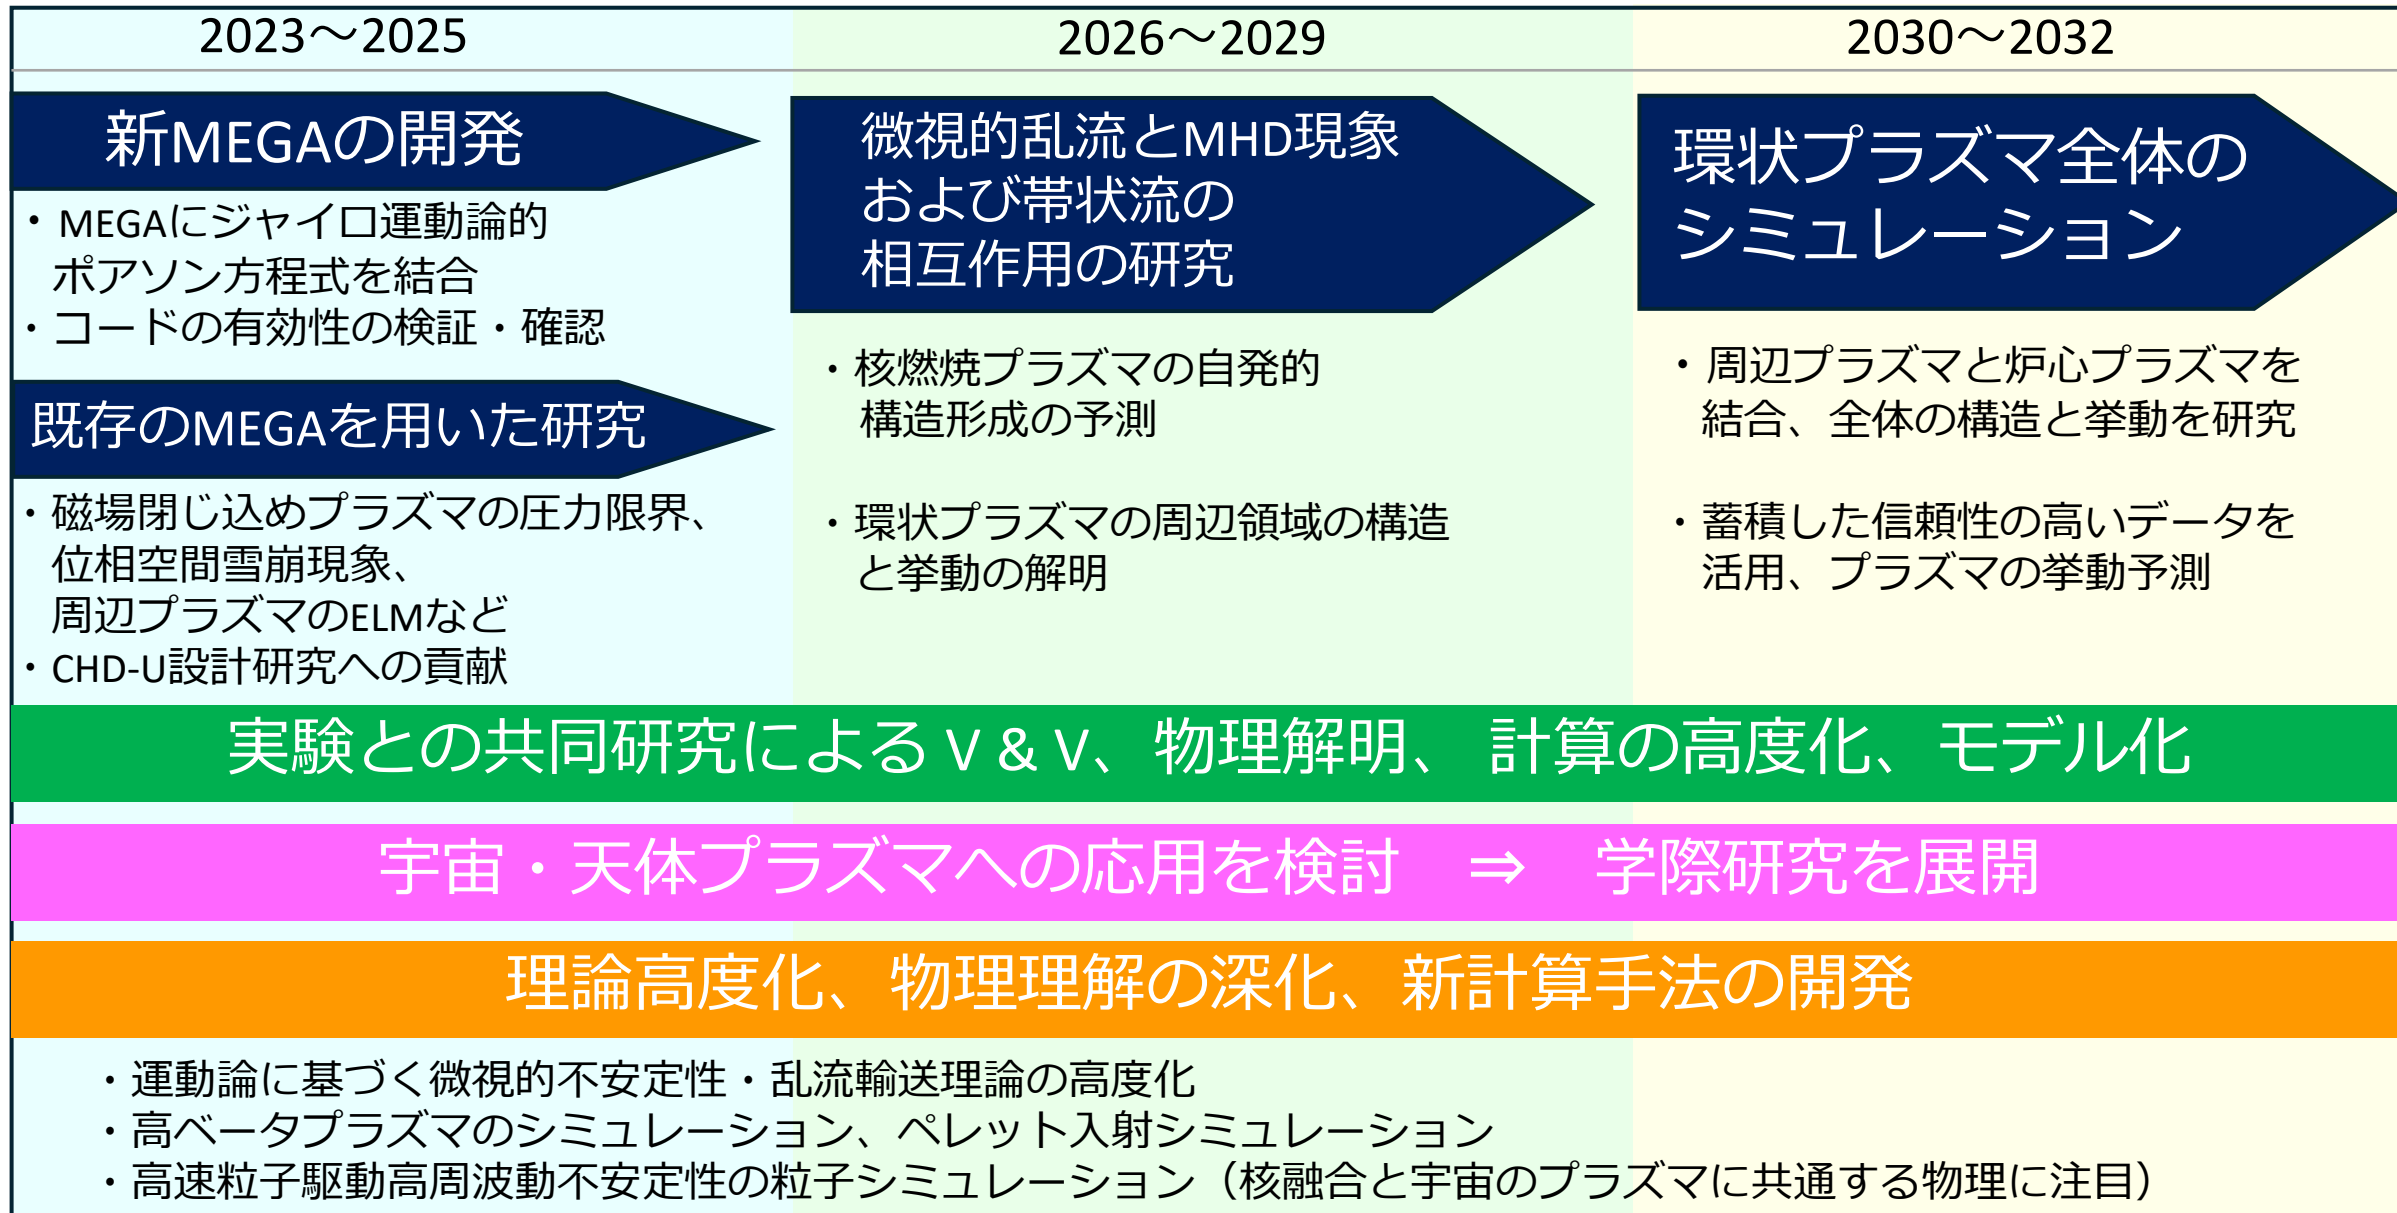 2023～2025
2026～2029
2030～2032
新MEGAの開発
・MEGAにジャイロ運動論的
ポアソン方程式を結合
・コードの有効性の検証・確認
既存のMEGAを用いた研究
・磁場閉じ込めプラズマの圧力限界、
位相空間雪崩現象、
周辺プラズマのELMなど
・CHD-U設計研究への貢献
微視的乱流とMHD現象
および帯状流の
相互作用の研究
・核燃焼プラズマの自発的
構造形成の予測
・環状プラズマの周辺領域の構造
と挙動の解明
環状プラズマ全体の
シミュレーション
・周辺プラズマと炉心プラズマを
結合、全体の構造と挙動を研究
・蓄積した信頼性の高いデータを
活用、プラズマの挙動予測
実験との共同研究による V & V、物理解明、 計算の高度化、モデル化
宇宙・天体プラズマへの応用を検討　⇒　学際研究を展開
理論高度化、物理理解の深化、新計算手法の開発
・運動論に基づく微視的不安定性・乱流輸送理論の高度化
・高ベータプラズマのシミュレーション、ペレット入射シミュレーション
・高速粒子駆動高周波動不安定性の粒子シミュレーション（核融合と宇宙のプラズマに共通する物理に注目）